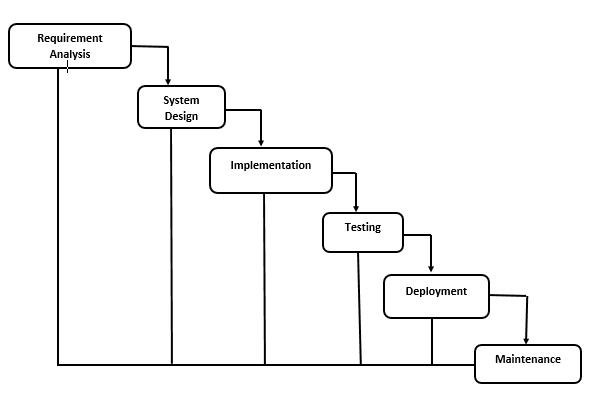 Requirement
Analysis
System
Design
Implementation
Testing
Deployment
Maintenance